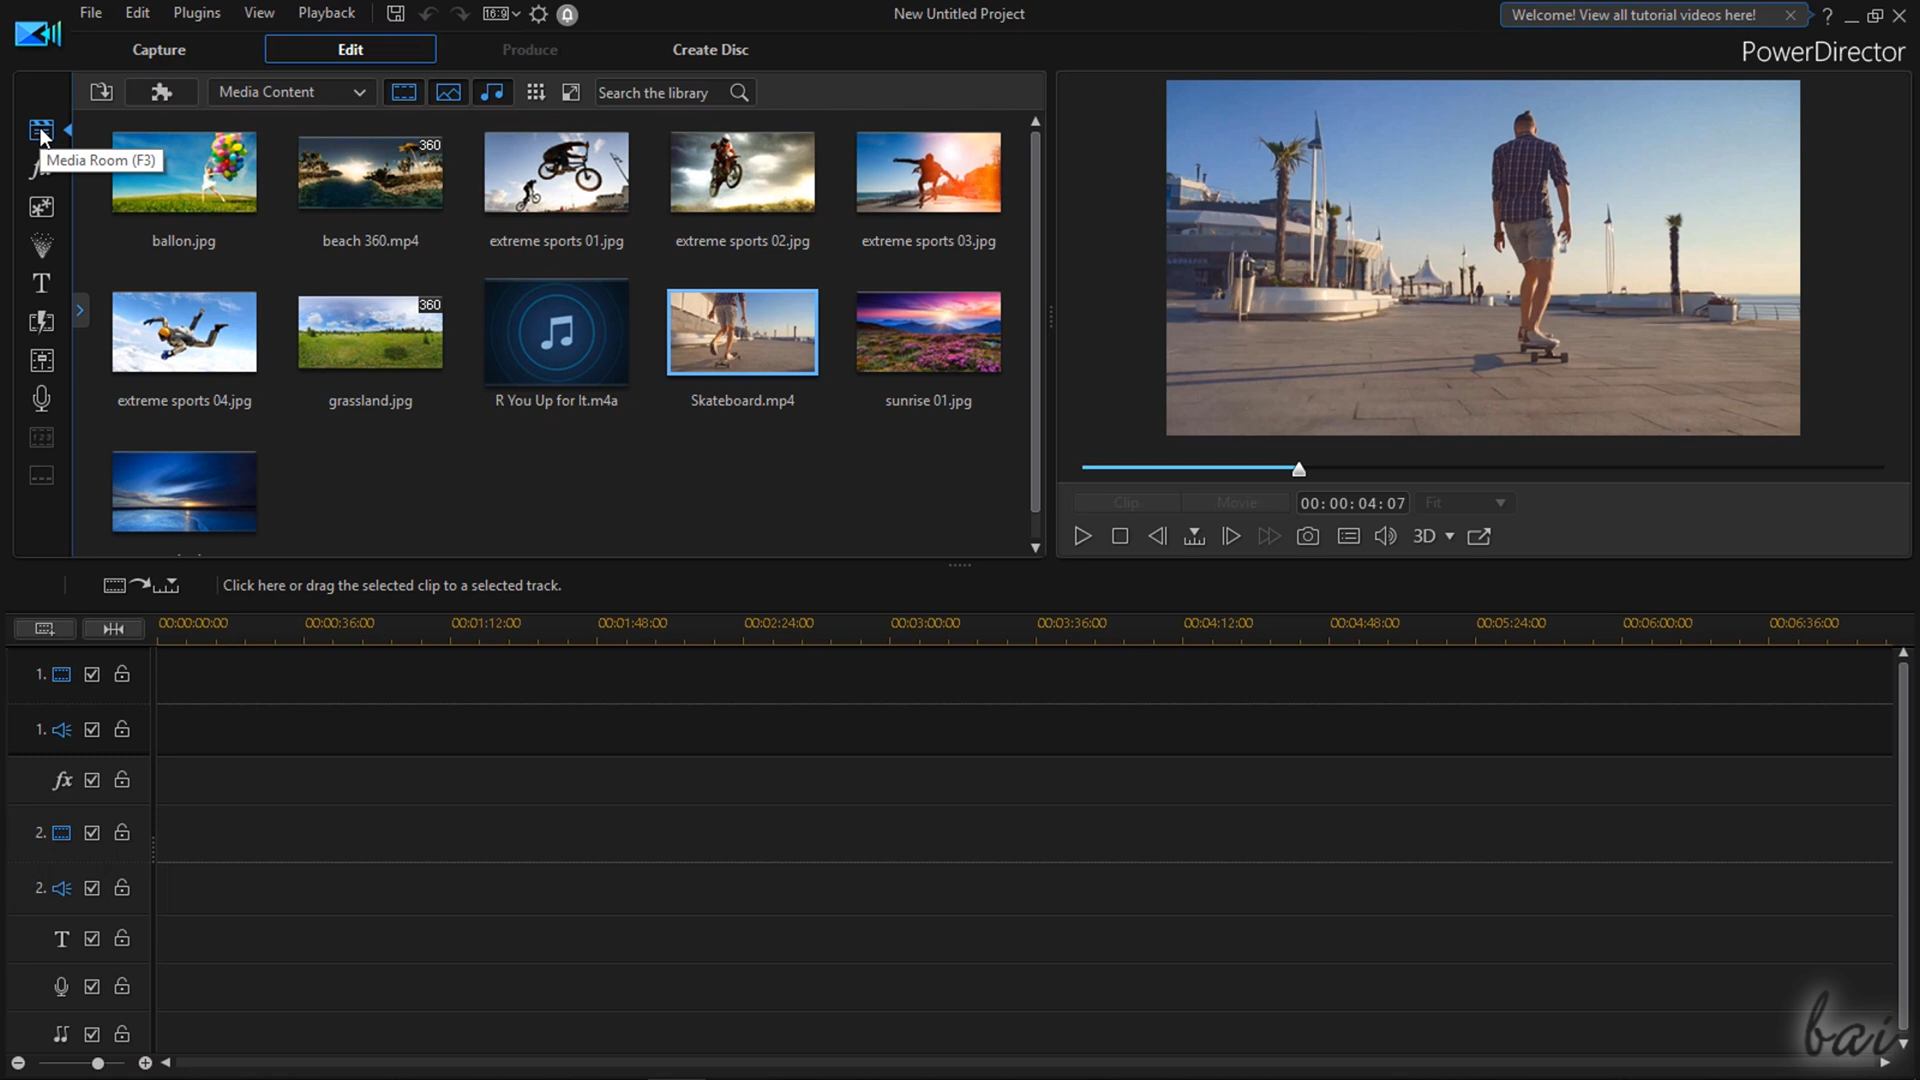 File Edit Plugins View Playback 16:9 New Untitled Project Welcome! View all tutorial videos here! ?
Capture Edit Produce Create Disc PowerDirector
Media Content Search the library
Media Room (F3)
360
ballon.jpg beach 360.mp4 extreme sports 01.jpg extreme sports 02.jpg extreme sports 03.jpg
T
360
extreme sports 04.jpg grassland.jpg R You Up for It.m4a Skateboard.mp4 sunrise 01.jpg
1 2 3
Clip Movie 00:00:04:07 Fit
3D
Click here or drag the selected clip to a selected track.
00:00:00:00 00:00:36:00 00:01:12:00 00:01:48:00 00:02:24:00 00:03:00:00 00:03:36:00 00:04:12:00 00:04:48:00 00:05:24:00 00:06:00:00 00:06:36:00
1.
1.
fx
2.
2.
T
bai